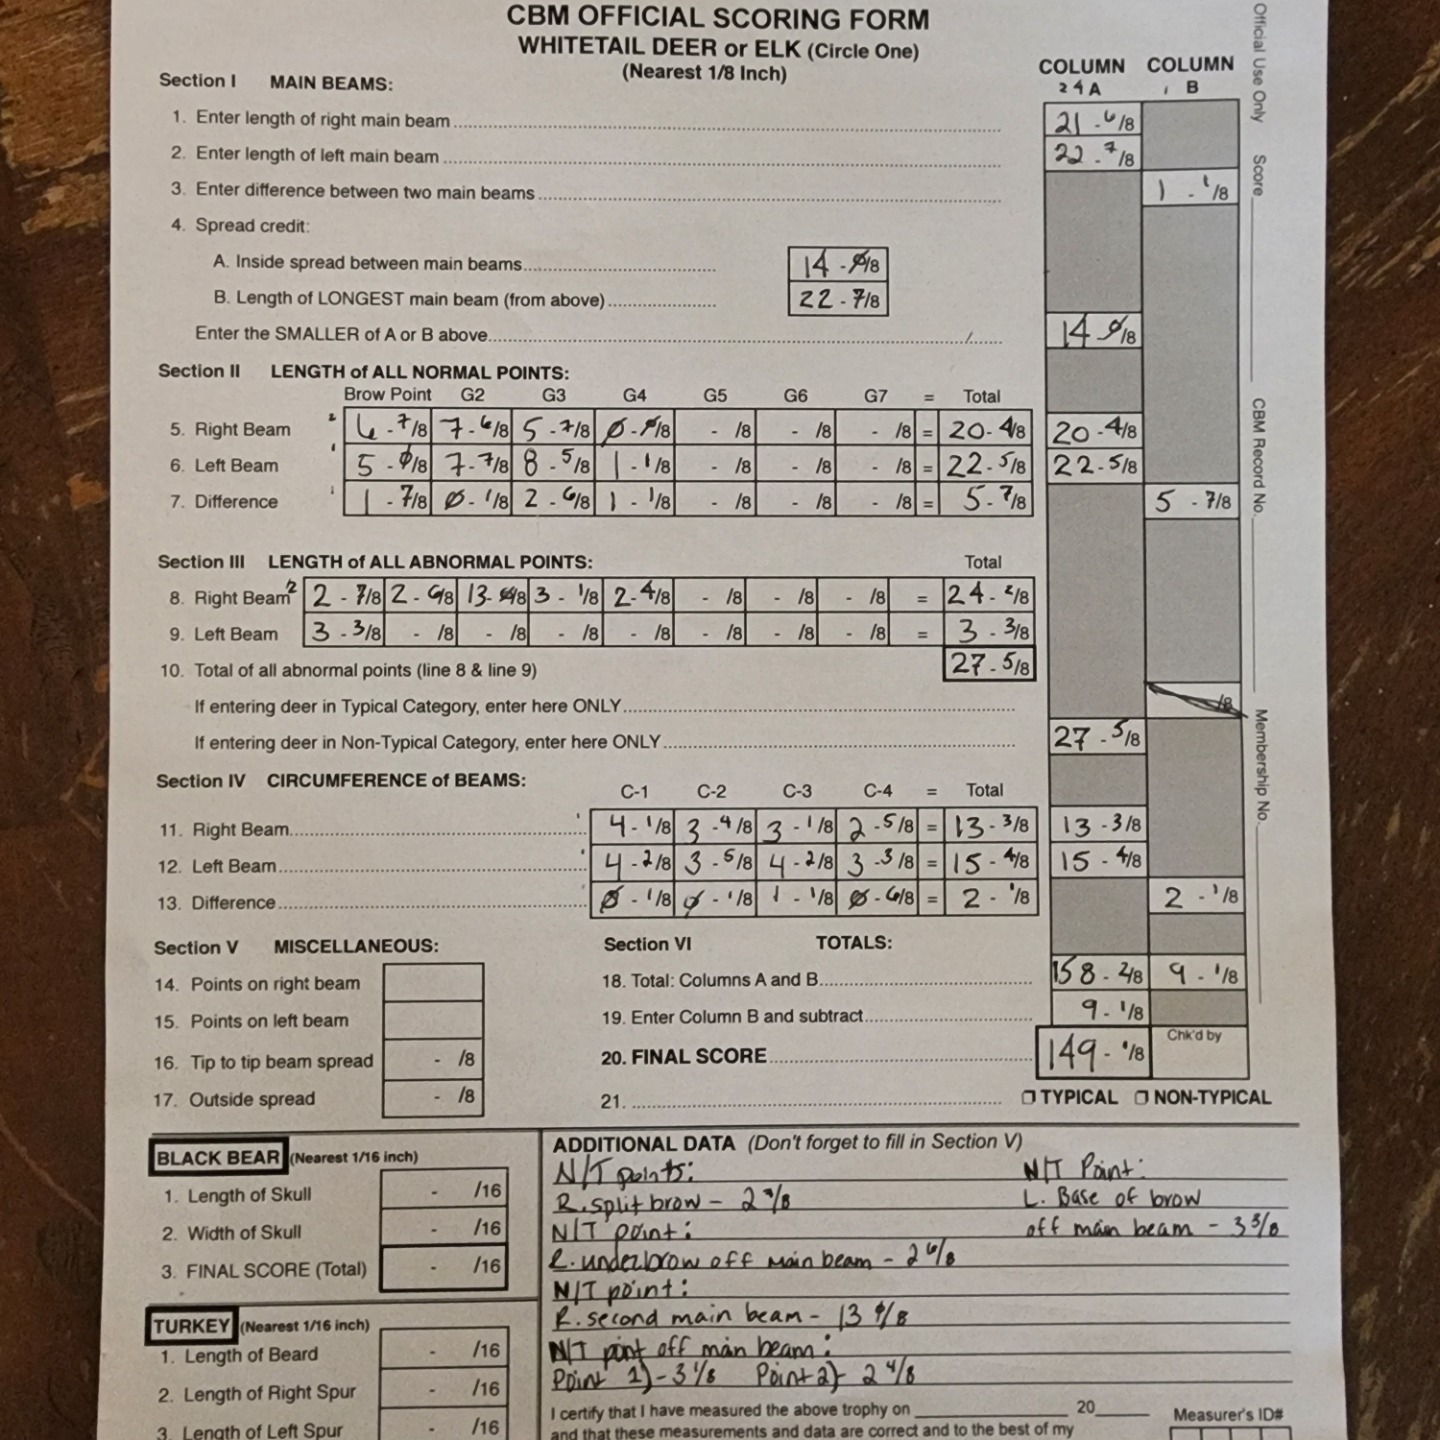 CBM OFFICIAL SCORING FORM
WHITETAIL DEER or ELK (Circle One)
(Nearest 1/8 Inch)
COLUMN COLUMN
24 A 1 B
Section I MAIN BEAMS:
1. Enter length of right main beam 21 - 6/8
2. Enter length of left main beam 22 - 7/8
3. Enter difference between two main beams 1 - 1/8
4. Spread credit:
A. Inside spread between main beams 14 - 0/8
B. Length of LONGEST main beam (from above) 22 - 7/8
Enter the SMALLER of A or B above 14 0/8
Section II LENGTH of ALL NORMAL POINTS:
Brow Point G2 G3 G4 G5 G6 G7 = Total
5. Right Beam 2 6 - 7/8 7 - 6/8 5 - 7/8 0 - 0/8 - /8 - /8 - /8 = 20 - 4/8 20 - 4/8
6. Left Beam 1 5 - 0/8 7 - 7/8 8 - 5/8 1 - 1/8 - /8 - /8 - /8 = 22 - 5/8 22 - 5/8
7. Difference 1 1 - 7/8 0 - 1/8 2 - 6/8 1 - 1/8 - /8 - /8 - /8 = 5 - 7/8 5 - 7/8
Section III LENGTH of ALL ABNORMAL POINTS: Total
8. Right Beam 2 2 - 7/8 2 - 6/8 13 - /8 3 - 1/8 2 - 4/8 - /8 - /8 - /8 = 24 - 2/8
9. Left Beam 3 - 3/8 - /8 - /8 - /8 - /8 - /8 - /8 - /8 = 3 - 3/8
10. Total of all abnormal points (line 8 & line 9) 27 - 5/8
If entering deer in Typical Category, enter here ONLY /8
If entering deer in Non-Typical Category, enter here ONLY 27 - 5/8
Section IV CIRCUMFERENCE of BEAMS:
C-1 C-2 C-3 C-4 = Total
11. Right Beam 4 - 1/8 3 - 4/8 3 - 1/8 2 - 5/8 = 13 - 3/8 13 - 3/8
12. Left Beam 4 - 2/8 3 - 5/8 4 - 2/8 3 - 3/8 = 15 - 4/8 15 - 4/8
13. Difference 0 - 1/8 0 - 1/8 1 - 1/8 0 - 6/8 = 2 - 1/8 2 - 1/8
Section V MISCELLANEOUS:
14. Points on right beam
15. Points on left beam
16. Tip to tip beam spread - /8
17. Outside spread - /8
Section VI TOTALS:
18. Total: Columns A and B 158 - 2/8 9 - 1/8
19. Enter Column B and subtract 9 - 1/8
20. FINAL SCORE 149 - 1/8 Chk'd by
21. TYPICAL NON-TYPICAL
BLACK BEAR (Nearest 1/16 inch)
1. Length of Skull - /16
2. Width of Skull - /16
3. FINAL SCORE (Total) - /16
TURKEY (Nearest 1/16 inch)
1. Length of Beard - /16
2. Length of Right Spur - /16
3. Length of Left Spur - /16
ADDITIONAL DATA (Don't forget to fill in Section V)
N/T points:
R. split brow - 2 7/8
N/T point:
R. underbrow off main beam - 2 6/8
N/T point:
R. second main beam - 13 0/8
N/T point off main beam:
Point 1) - 3 1/8 Point 2) - 2 4/8
N/T Point:
L. Base of brow
off main beam - 3 3/8
I certify that I have measured the above trophy on 20
and that these measurements and data are correct and to the best of my
Measurer's ID#
Official Use Only Score CBM Record No. Membership No.